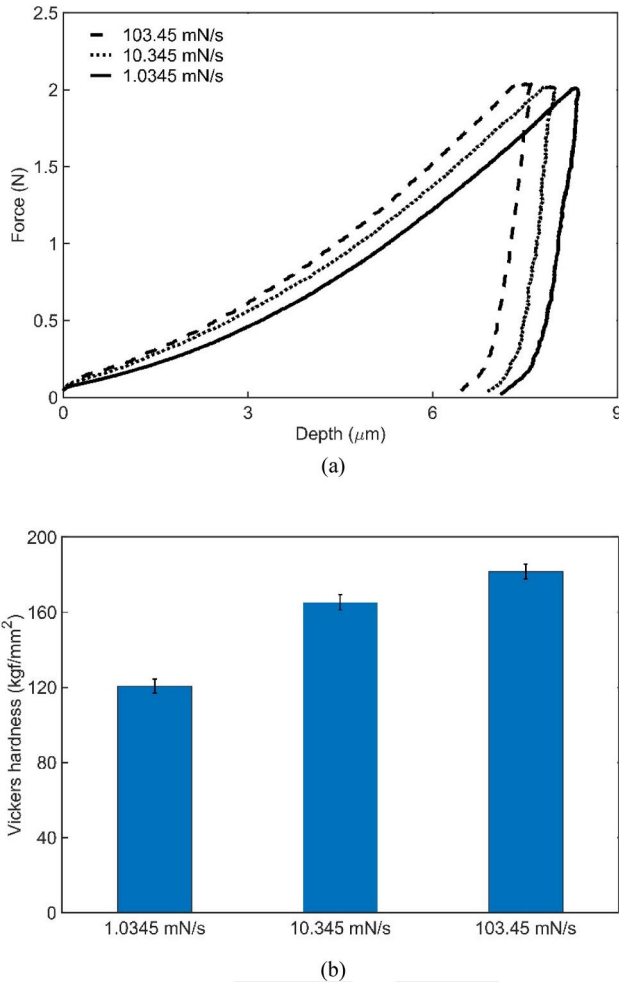 2.5
2
1.5
1
0.5
0
Force (N)
103.45 mN/s
10.345 mN/s
1.0345 mN/s
0 3 6 9
Depth (μm)
(a)
200
160
120
80
40
0
Vickers hardness (kgf/mm²)
1.0345 mN/s 10.345 mN/s 103.45 mN/s
(b)